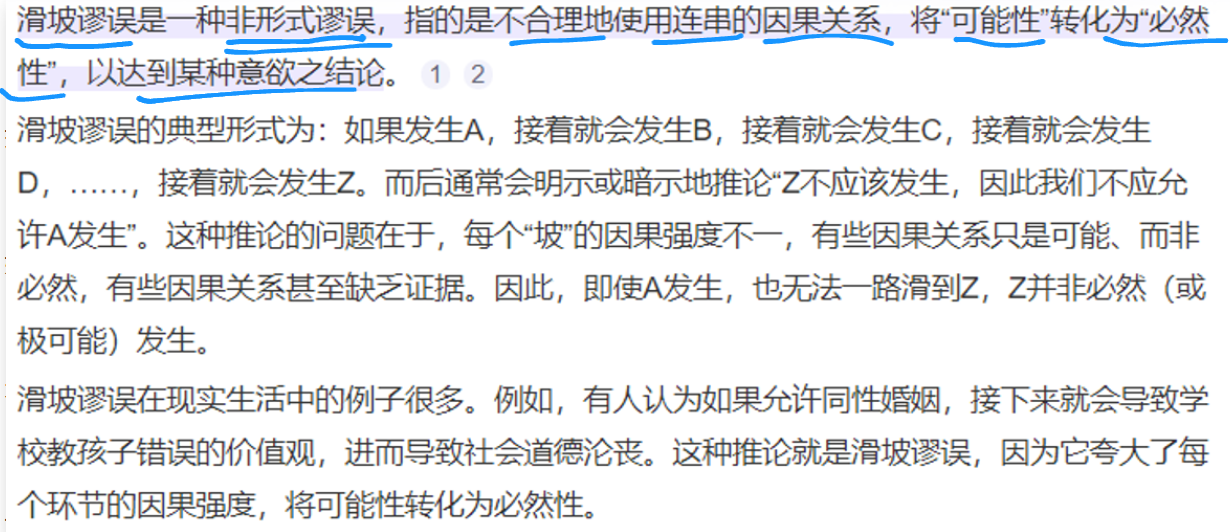 滑坡谬误是一种非形式谬误，指的是不合理地使用连串的因果关系，将“可能性”转化为“必然
性”，以达到某种意欲之结论。 1 2
滑坡谬误的典型形式为：如果发生A，接着就会发生B，接着就会发生C，接着就会发生
D，……，接着就会发生Z。而后通常会明示或暗示地推论“Z不应该发生，因此我们不应允
许A发生”。这种推论的问题在于，每个“坡”的因果强度不一，有些因果关系只是可能、而非
必然，有些因果关系甚至缺乏证据。因此，即使A发生，也无法一路滑到Z，Z并非必然（或
极可能）发生。
滑坡谬误在现实生活中的例子很多。例如，有人认为如果允许同性婚姻，接下来就会导致学
校教孩子错误的价值观，进而导致社会道德沦丧。这种推论就是滑坡谬误，因为它夸大了每
个环节的因果强度，将可能性转化为必然性。